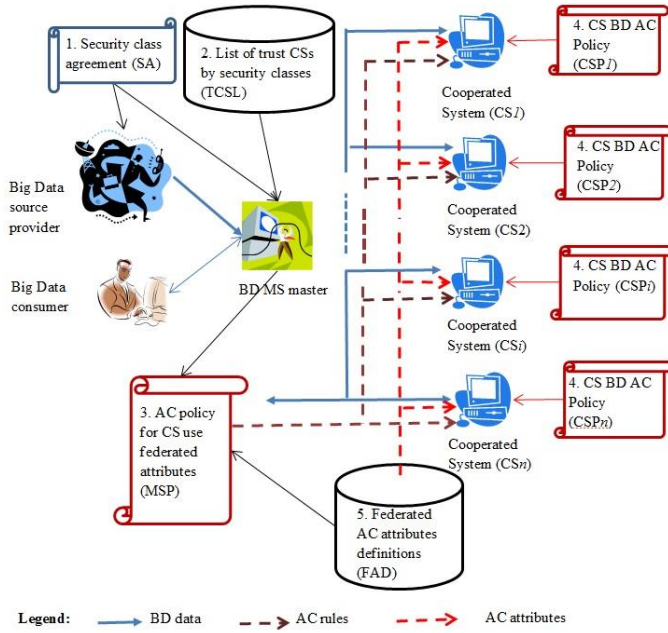 1. Security class
agreement (SA)
2. List of trust CSs
by security classes
(TCSL)
4. CS BD AC
Policy
(CSP1)
Cooperated
System (CS1)
4. CS BD AC
Policy
(CSP2)
Big Data
source
provider
Cooperated
System (CS2)
4. CS BD AC
Policy (CSPi)
Big Data
consumer
BD MS master
Cooperated
System (CSi)
4. CS BD AC
Policy
(CSPn)
3. AC policy
for CS use
federated
attributes
(MSP)
Cooperated
System (CSn)
5. Federated
AC attributes
definitions
(FAD)
Legend:
BD data
AC rules
AC attributes